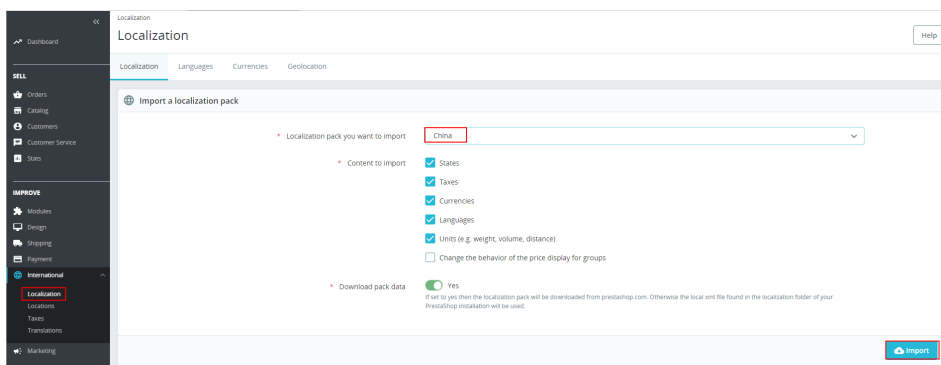 Localization
Localization
Help
Dashboard
SELL
Orders
Catalog
Customers
Customer Service
Stats
IMPROVE
Modules
Design
Shipping
Payment
International
Localization
Locations
Taxes
Translations
Marketing
Localization Languages Currencies Geolocation
Import a localization pack
* Localization pack you want to import China
* Content to import States
Taxes
Currencies
Languages
Units (e.g. weight, volume, distance)
Change the behavior of the price display for groups
* Download pack data Yes
If set to yes then the localization pack will be downloaded from prestashop.com. Otherwise the local xml file found in the localization folder of your
PrestaShop installation will be used.
Import